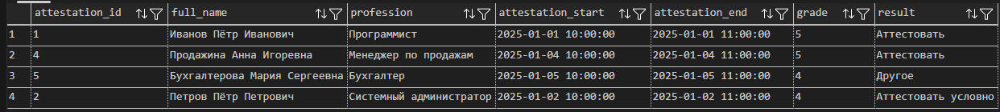 attestation_id full_name profession attestation_start attestation_end grade result
1 1 Иванов Пётр Иванович Программист 2025-01-01 10:00:00 2025-01-01 11:00:00 5 Аттестовать
2 4 Продажина Анна Игоревна Менеджер по продажам 2025-01-04 10:00:00 2025-01-04 11:00:00 5 Аттестовать
3 5 Бухгалтерова Мария Сергеевна Бухгалтер 2025-01-05 10:00:00 2025-01-05 11:00:00 4 Другое
4 2 Петров Пётр Петрович Системный администратор 2025-01-02 10:00:00 2025-01-02 11:00:00 4 Аттестовать условно